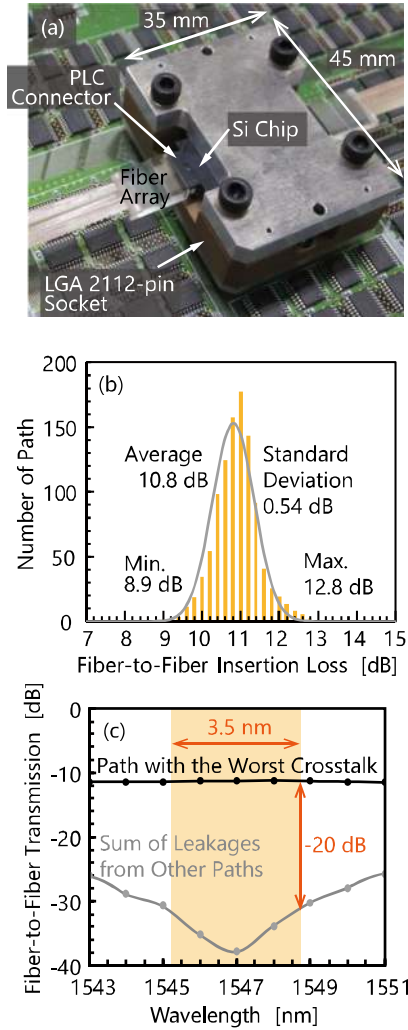 (a)
35 mm
45 mm
PLC
Connector
Si Chip
Fiber
Array
LGA 2112-pin
Socket
(b)
Number of Path
200
150
100
50
0
Average
10.8 dB
Standard
Deviation
0.54 dB
Min.
8.9 dB
Max.
12.8 dB
7 8 9 10 11 12 13 14 15
Fiber-to-Fiber Insertion Loss [dB]
(c)
Fiber-to-Fiber Transmission [dB]
0
-10
-20
-30
-40
3.5 nm
Path with the Worst Crosstalk
Sum of Leakages
from Other Paths
-20 dB
1543 1545 1547 1549 1551
Wavelength [nm]